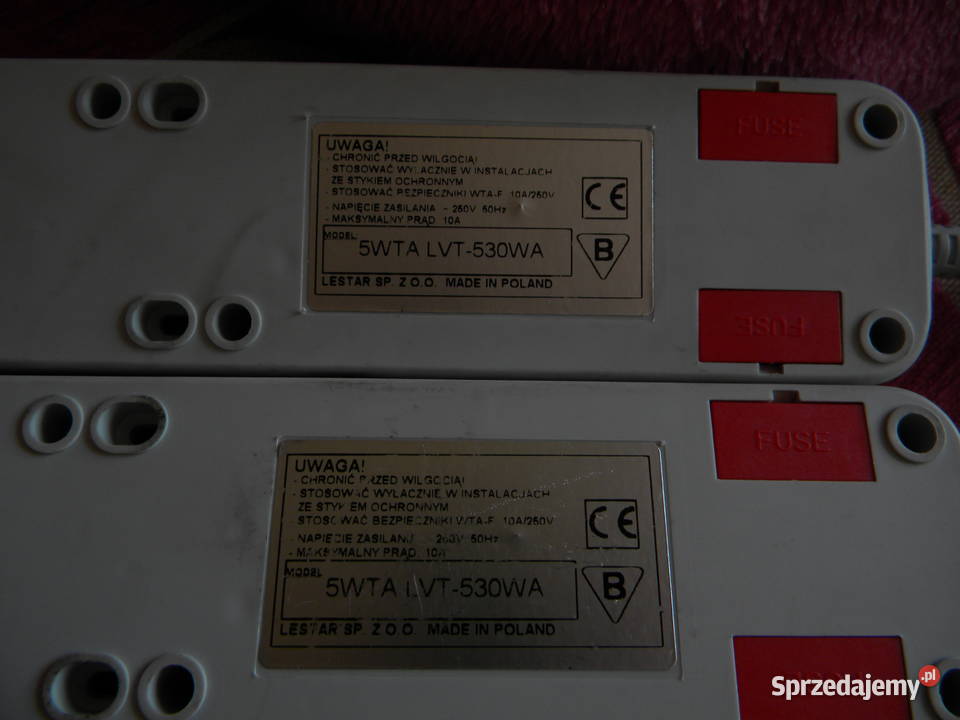 FUSE
UWAGA!
- CHRONIĆ PRZED WILGOCIĄ!
- STOSOWAĆ WYŁACZNIE W INSTALACJACH
ZE STYKIEM OCHRONNYM
- STOSOWAĆ BEZPIECZNIKI WTA-F 10A/250V
- NAPIĘCIE ZASILANIA ~ 250V 50Hz
- MAKSYMALNY PRĄD 10A
CE
MODEL:
5WTA LVT-530WA
B
LESTAR SP. Z O.O. MADE IN POLAND
FUSE
FUSE
UWAGA!
- CHRONIĆ PRZED WILGOCIĄ!
- STOSOWAĆ WYŁACZNIE W INSTALACJACH
ZE STYKIEM OCHRONNYM
STOSOWAĆ BEZPIECZNIKI WTA-F 10A/250V
NAPIĘCIE ZASILANIA ~ 250V 50Hz
- MAKSYMALNY PRĄD 10A
CE
MODEL
5WTA LVT-530WA
B
LESTAR SP. Z O.O. MADE IN POLAND
Sprzedajemy.pl